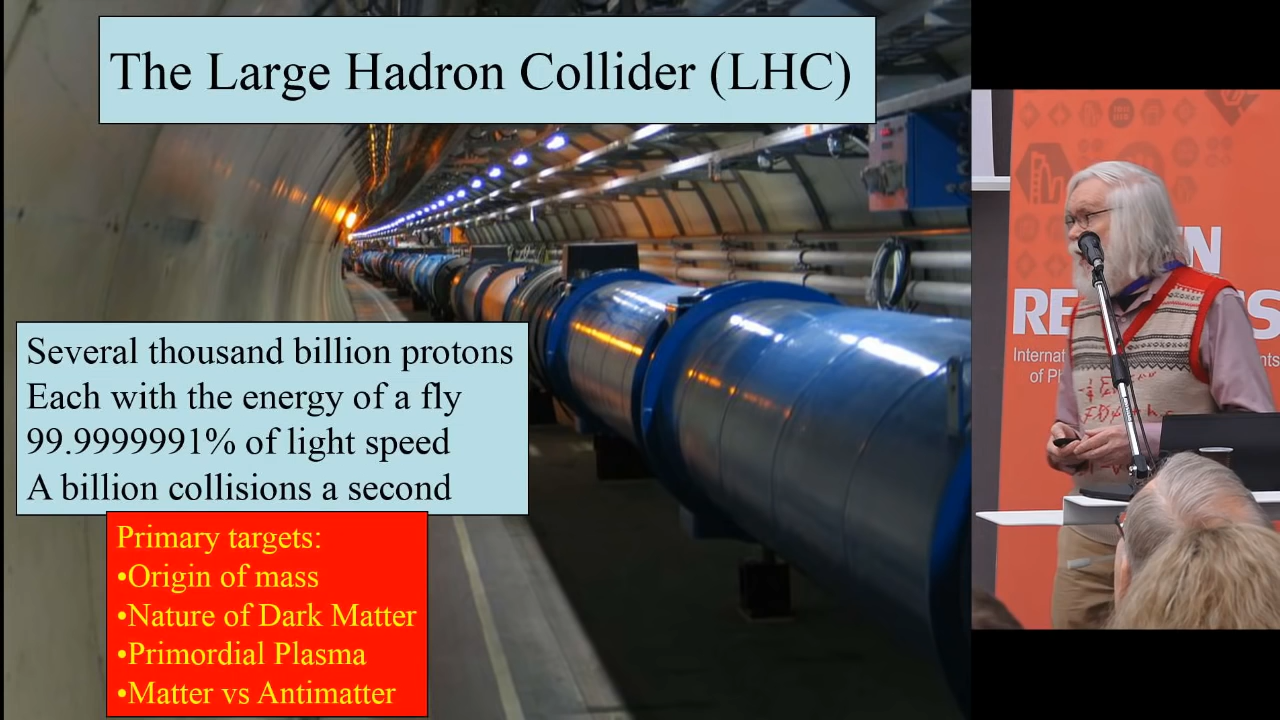 The Large Hadron Collider (LHC)
Several thousand billion protons
Each with the energy of a fly
99.9999991% of light speed
A billion collisions a second
Primary targets:
•Origin of mass
•Nature of Dark Matter
•Primordial Plasma
•Matter vs Antimatter
N
RE S
Internat nts
of Ph